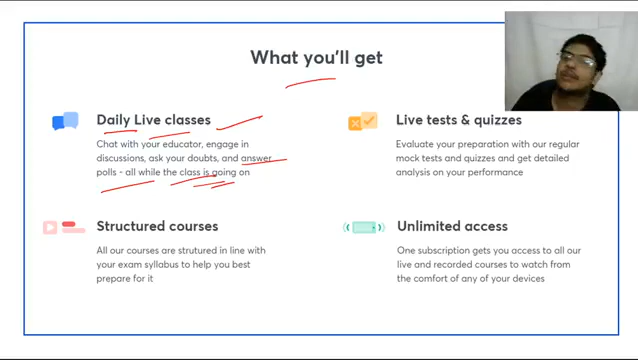 What you'll get
Daily Live classes
Chat with your educator, engage in
discussions, ask your doubts, and answer
polls - all while the class is going on
Live tests & quizzes
Evaluate your preparation with our regular
mock tests and quizzes and get detailed
analysis on your performance
Structured courses
All our courses are strutured in line with
your exam syllabus to help you best
prepare for it
Unlimited access
One subscription gets you access to all our
live and recorded courses to watch from
the comfort of any of your devices